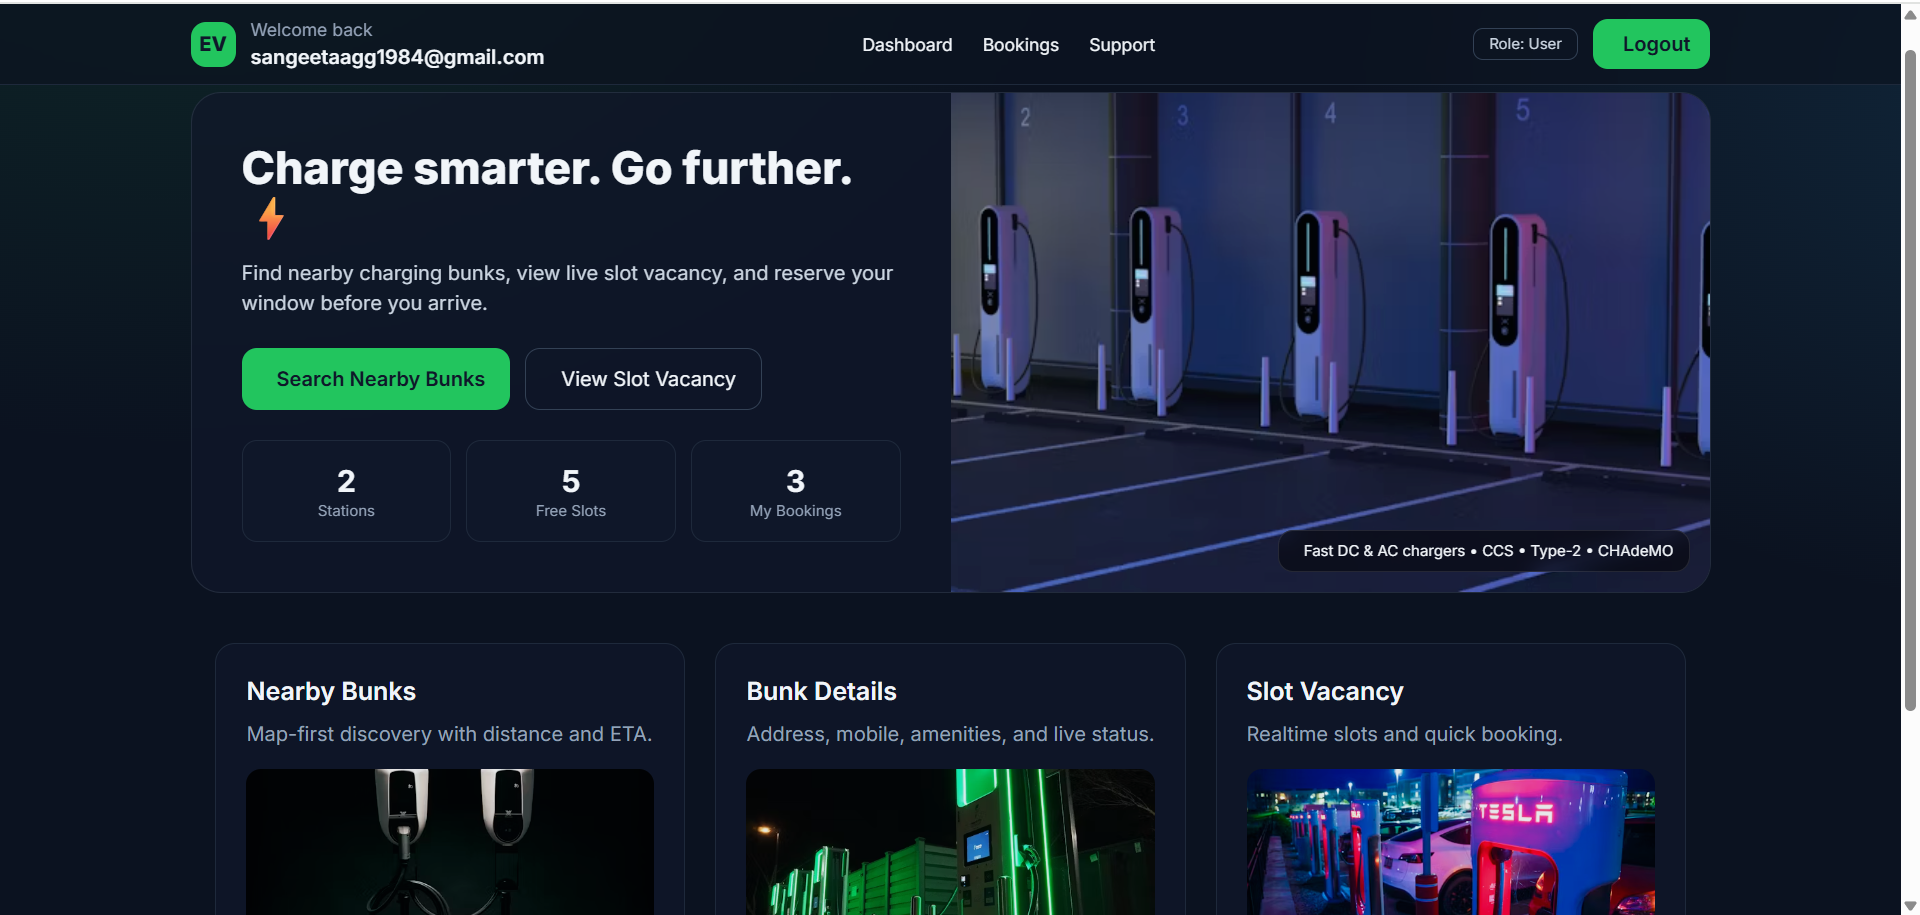 EV
Welcome back
sangeetaagg1984@gmail.com
Dashboard
Bookings
Support
Role: User
Logout
Charge smarter. Go further.
Find nearby charging bunks, view live slot vacancy, and reserve your
window before you arrive.
Search Nearby Bunks
View Slot Vacancy
2
Stations
5
Free Slots
3
My Bookings
2
3
4
5
Fast DC & AC chargers • CCS • Type-2 • CHAdeMO
Nearby Bunks
Map-first discovery with distance and ETA.
Bunk Details
Address, mobile, amenities, and live status.
Slot Vacancy
Realtime slots and quick booking.
TESLA